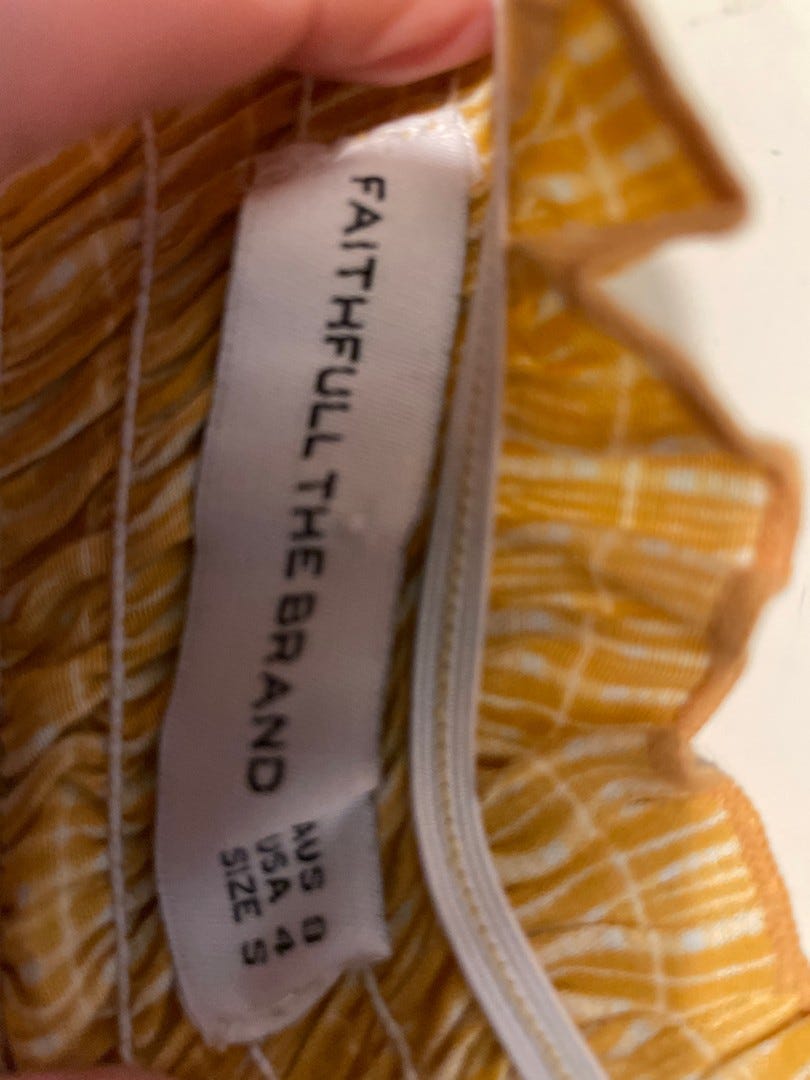 FAITHFULL THE BRAND
AUS 8
USA 4
SIZE S